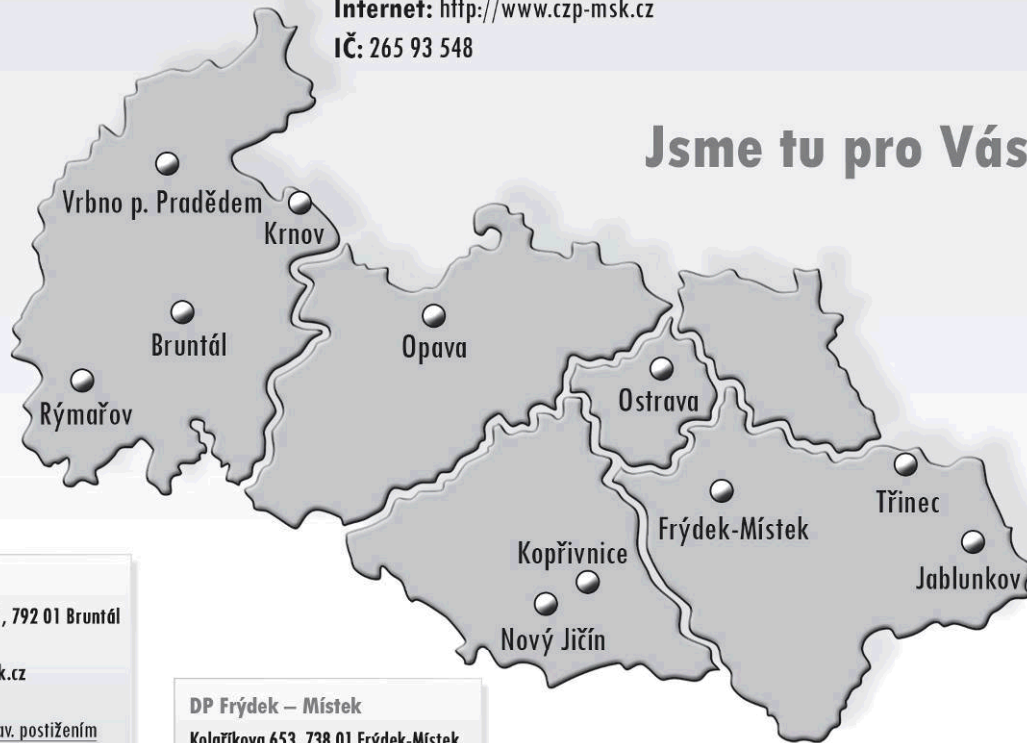 Internet: http://www.czp-msk.cz
IČ: 265 93 548
Jsme tu pro Vás
Vrbno p. Pradědem
Krnov
Bruntál
Opava
Rýmařov
Ostrava
Třinec
Frýdek-Místek
Kopřivnice
Jablunkov
Nový Jičín
, 792 01 Bruntál
k.cz
av. postižením
DP Frýdek – Místek
Kolaříkova 653, 738 01 Frýdek-Místek